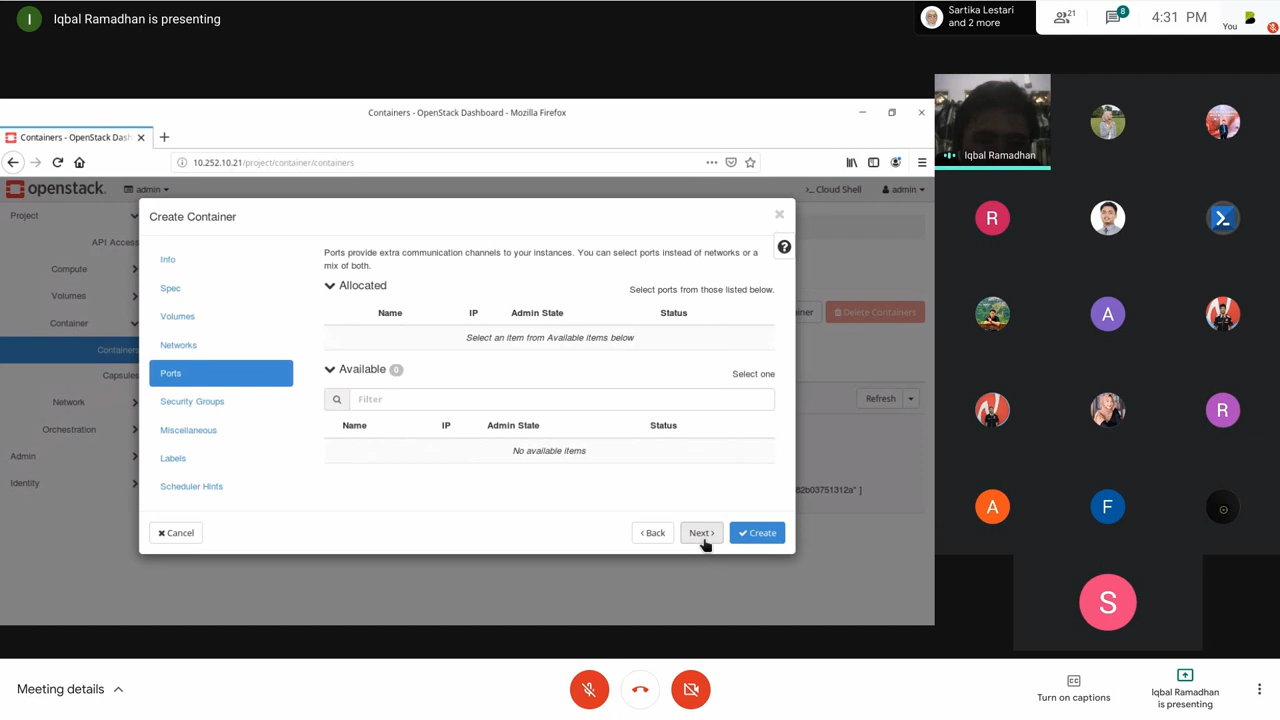 I
Iqbal Ramadhan is presenting
Sartika Lestari
and 2 more
21
8
4:31 PM
You
Containers - OpenStack Dashboard - Mozilla Firefox
Containers - OpenStack Dash
10.252.10.21/project/container/containers
openstack.
admin
>_ Cloud Shell
admin
Project
API Access
Compute
Volumes
Container
Containers
Capsules
Network
Orchestration
Admin
Identity
Create Container
Info
Spec
Volumes
Networks
Ports
Security Groups
Miscellaneous
Labels
Scheduler Hints
Ports provide extra communication channels to your instances. You can select ports instead of networks or a
mix of both.
Allocated
Select ports from those listed below.
Name IP Admin State Status
Select an item from Available items below
Available 0
Select one
Filter
Name IP Admin State Status
No available items
Cancel
Back
Next
Create
iner
Delete Containers
Refresh
82b03751312a" ]
Iqbal Ramadhan
R
A
R
A
F
S
Meeting details
Turn on captions
Iqbal Ramadhan
is presenting